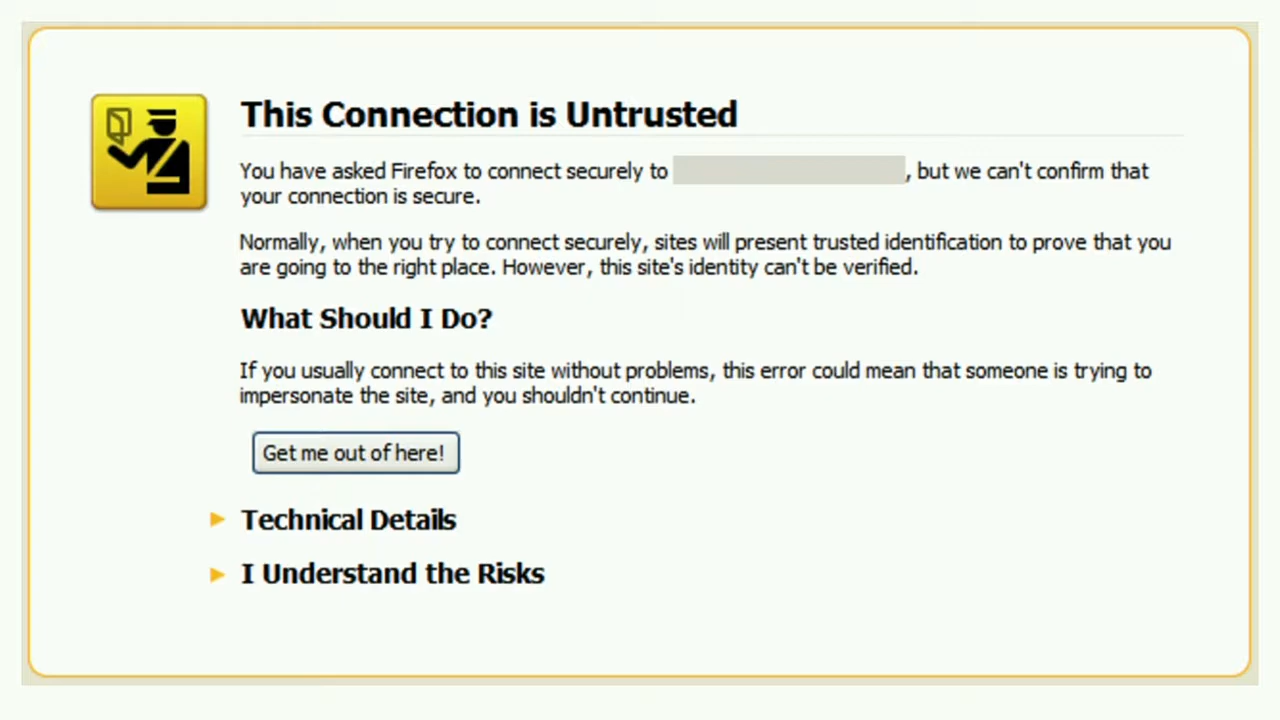 This Connection is Untrusted
You have asked Firefox to connect securely to , but we can't confirm that
your connection is secure.
Normally, when you try to connect securely, sites will present trusted identification to prove that you
are going to the right place. However, this site's identity can't be verified.
What Should I Do?
If you usually connect to this site without problems, this error could mean that someone is trying to
impersonate the site, and you shouldn't continue.
Get me out of here!
Technical Details
I Understand the Risks